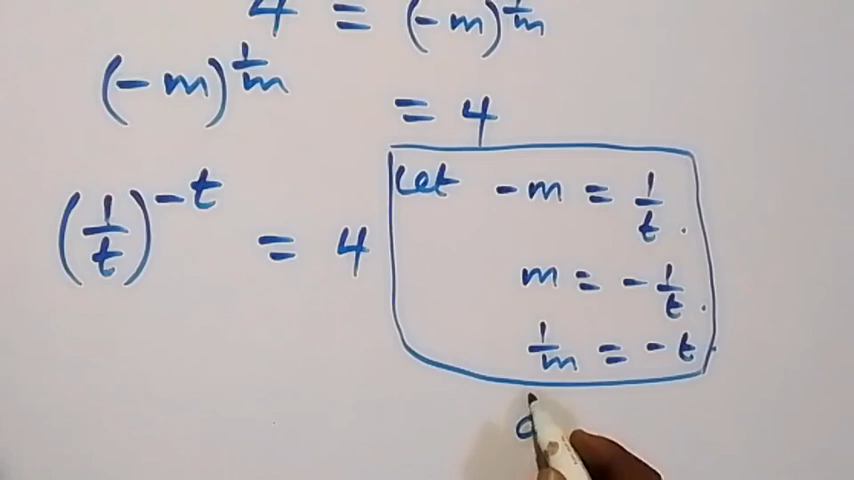 4 = (-m)^{1/m}
(-m)^{1/m}
= 4
(1/t)^{-t} = 4
Let -m = 1/t.
m = -1/t.
1/m = -t.